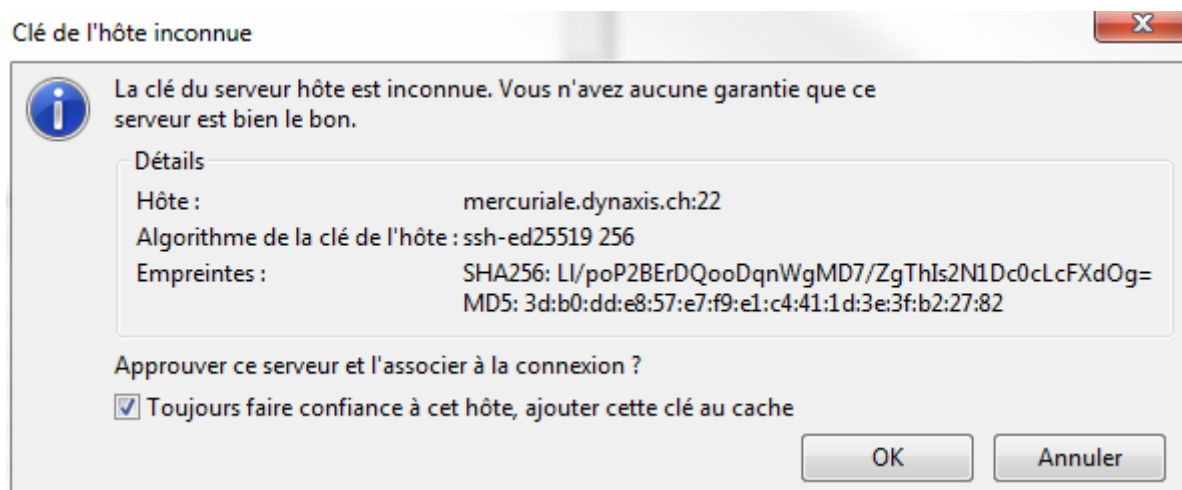 Clé de l'hôte inconnue
La clé du serveur hôte est inconnue. Vous n'avez aucune garantie que ce
serveur est bien le bon.
Détails
Hôte : mercuriale.dynaxis.ch:22
Algorithme de la clé de l'hôte : ssh-ed25519 256
Empreintes : SHA256: LI/poP2BErDQooDqnWgMD7/ZgThIs2N1Dc0cLcFXdOg=
MD5: 3d:b0:dd:e8:57:e7:f9:e1:c4:41:1d:3e:3f:b2:27:82
Approuver ce serveur et l'associer à la connexion ?
Toujours faire confiance à cet hôte, ajouter cette clé au cache
OK Annuler